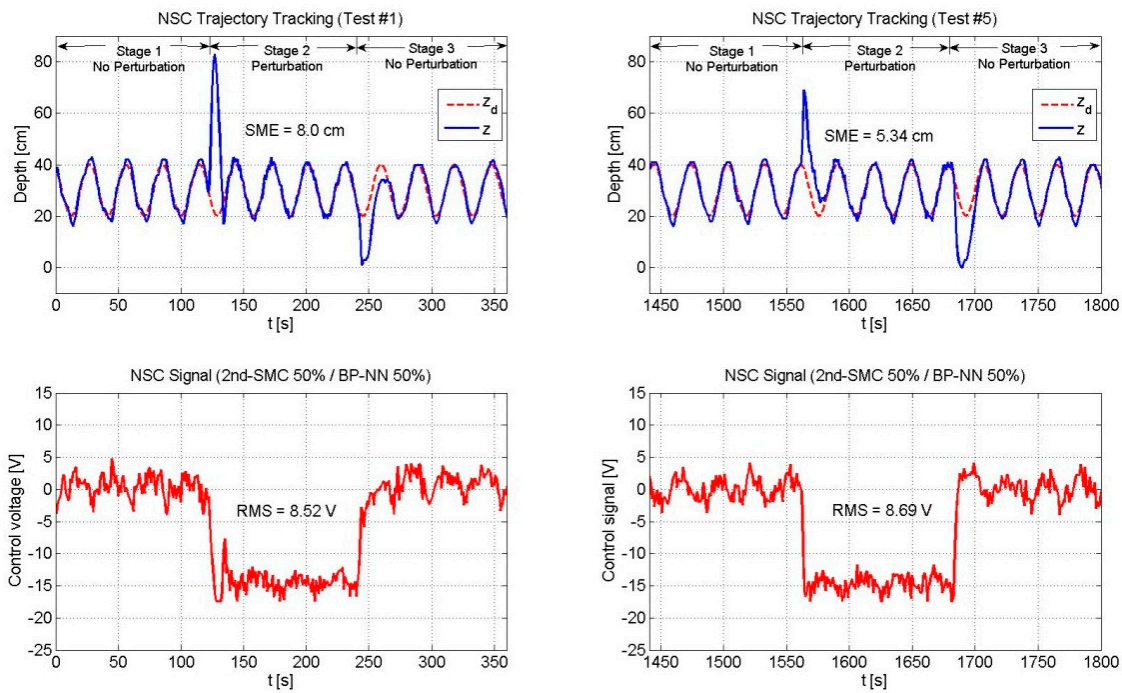 NSC Trajectory Tracking (Test #1)
Stage 1
No Perturbation
Stage 2
Perturbation
Stage 3
No Perturbation
80
60
40
20
0
Depth [cm]
SME = 8.0 cm
z_d
z
0 50 100 150 200 250 300 350
t [s]
NSC Trajectory Tracking (Test #5)
Stage 1
No Perturbation
Stage 2
Perturbation
Stage 3
No Perturbation
80
60
40
20
0
Depth [cm]
SME = 5.34 cm
z_d
z
1450 1500 1550 1600 1650 1700 1750 1800
t [s]
NSC Signal (2nd-SMC 50% / BP-NN 50%)
15
10
5
0
-5
-10
-15
-20
-25
Control voltage [V]
RMS = 8.52 V
0 50 100 150 200 250 300 350
t [s]
NSC Signal (2nd-SMC 50% / BP-NN 50%)
15
10
5
0
-5
-10
-15
-20
-25
Control signal [V]
RMS = 8.69 V
1450 1500 1550 1600 1650 1700 1750 1800
t [s]